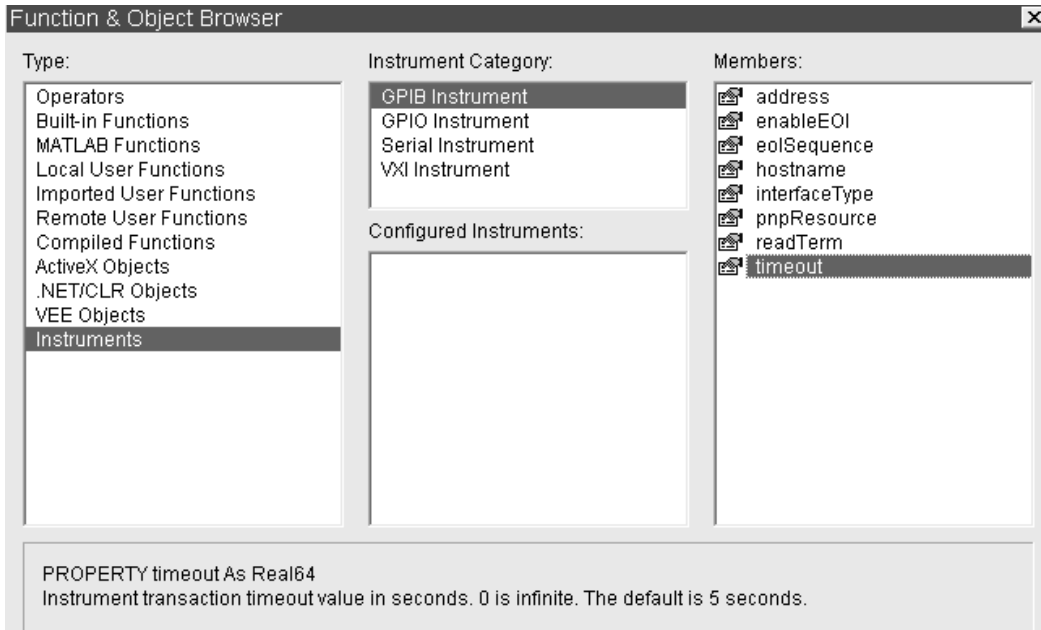 Function & Object Browser
Type:
Operators
Built-in Functions
MATLAB Functions
Local User Functions
Imported User Functions
Remote User Functions
Compiled Functions
ActiveX Objects
.NET/CLR Objects
VEE Objects
Instruments
Instrument Category:
GPIB Instrument
GPIO Instrument
Serial Instrument
VXI Instrument
Configured Instruments:
Members:
address
enableEOI
eolSequence
hostname
interfaceType
pnpResource
readTerm
timeout
PROPERTY timeout As Real64
Instrument transaction timeout value in seconds. 0 is infinite. The default is 5 seconds.